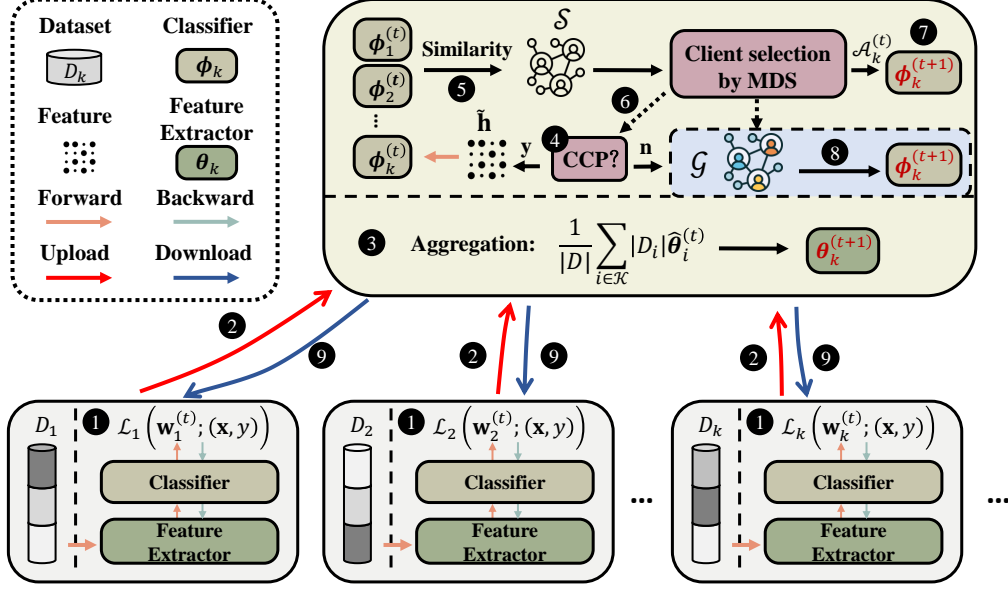 Dataset Classifier
D_k ϕ_k
Feature Feature Extractor
θ_k
Forward Backward
Upload Download
ϕ_1^{(t)}
ϕ_2^{(t)}
⋮
ϕ_k^{(t)}
Similarity
5
𝒮
Client selection
by MDS
𝒜_k^{(t)}
7
ϕ_k^{(t+1)}
6
h̃
4
y
CCP?
n
𝒢
8
ϕ_k^{(t+1)}
3 Aggregation: \frac{1}{|D|} \sum_{i∈𝒦} |D_i| \hat{θ}_i^{(t)}
θ_k^{(t+1)}
2 9 2 9 2 9
D_1
1 ℒ_1 (w_1^{(t)}; (x, y))
Classifier
Feature
Extractor
D_2
1 ℒ_2 (w_2^{(t)}; (x, y))
Classifier
Feature
Extractor
...
D_k
1 ℒ_k (w_k^{(t)}; (x, y))
Classifier
Feature
Extractor
...